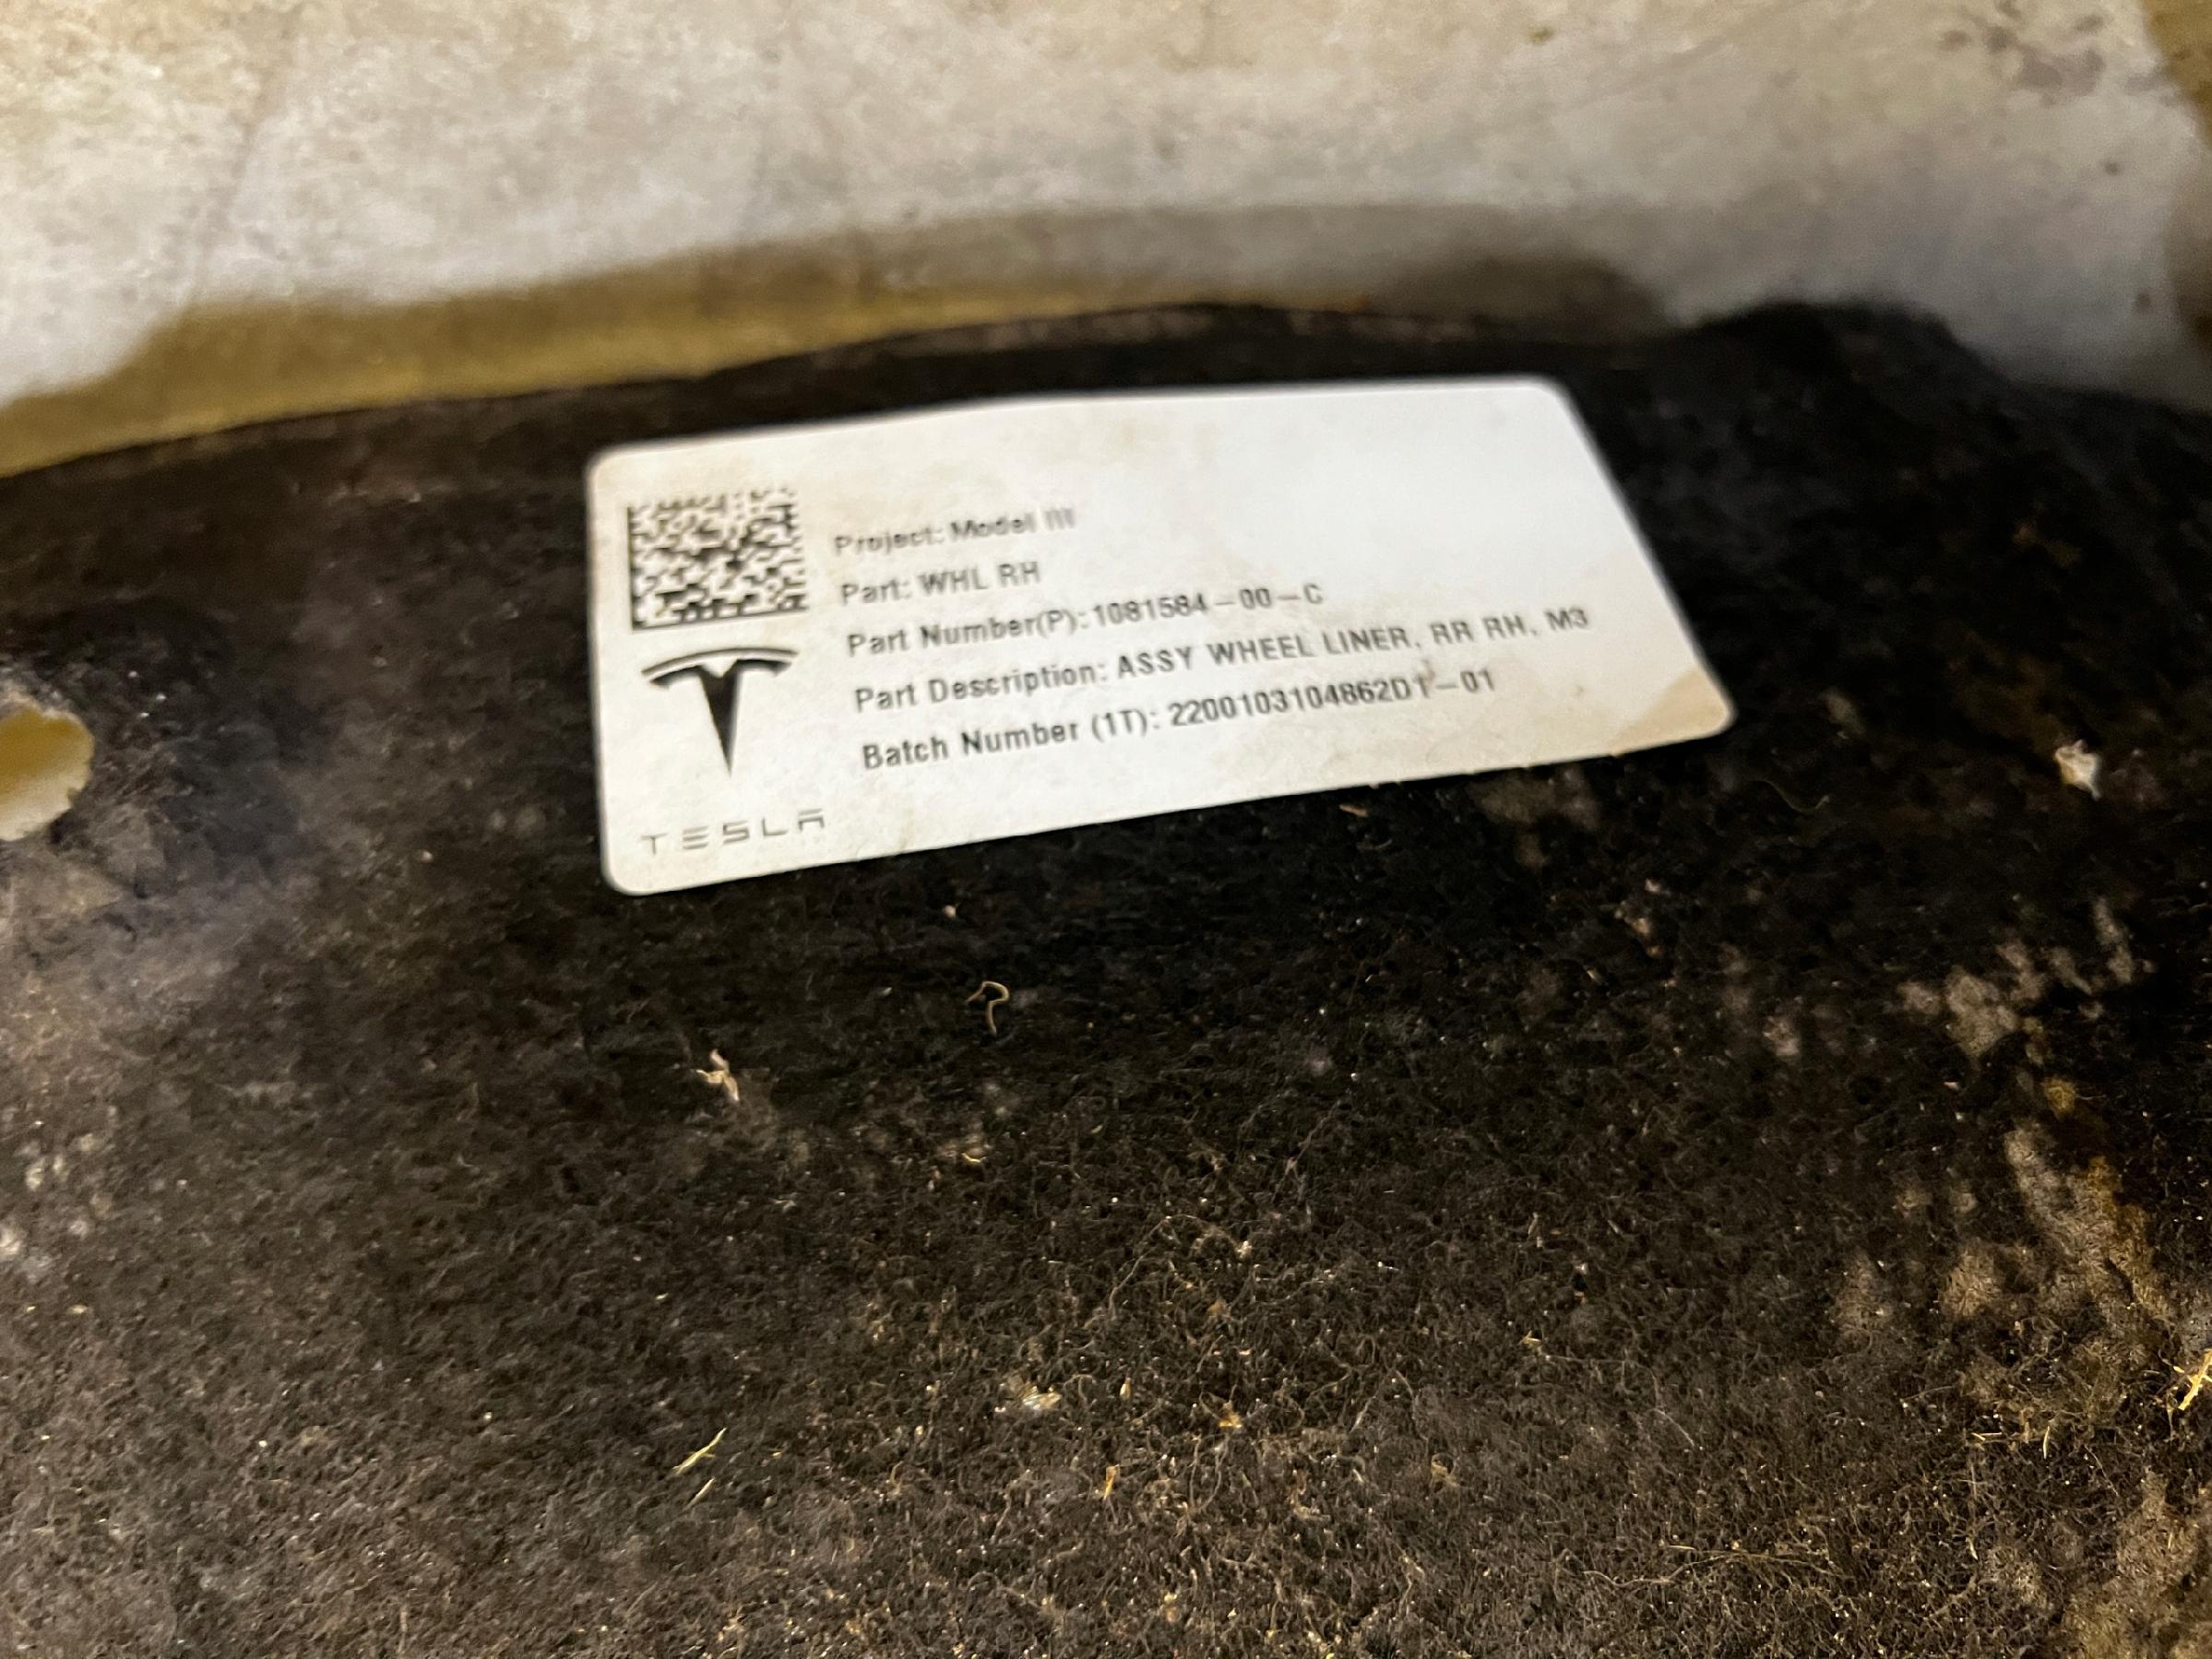 Project: Model III
Part: WHL RH
Part Number(P): 1081584-00-C
Part Description: ASSY WHEEL LINER, RR RH, M3
Batch Number (1T): 2200103104862D1-01
TESLA